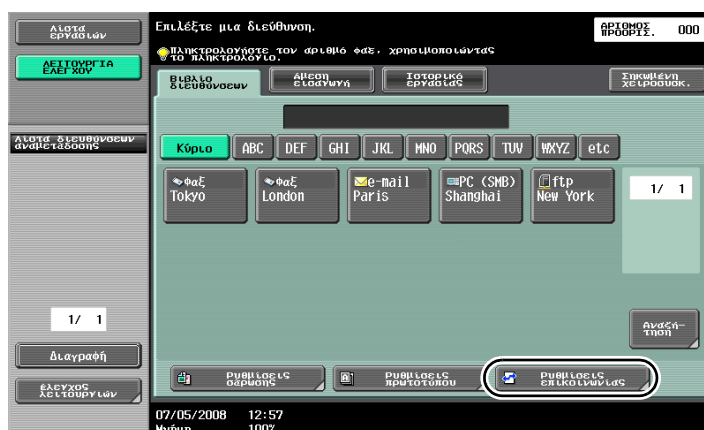 Λίστα
εργασιών
Επιλέξτε μια διεύθυνση.
ΑΡΙΘΜΟΣ
ΠΡΟΟΡΙΣ. 000
Πληκτρολογήστε τον αριθμό φαξ, χρησιμοποιώντας
το πληκτρολόγιο.
ΛΕΙΤΟΥΡΓΙΑ
ΕΛΕΓΧΟΥ
Βιβλίο
διευθύνσεων
Άμεση
εισαγωγή
Ιστορικό
εργασίας
Σηκωμένη
χειροσυσκ.
Λίστα διευθύνσεων
αναμετάδοσης
Κύριο ABC DEF GHI JKL MNO PQRS TUV WXYZ etc
Φαξ
Tokyo
Φαξ
London
e-mail
Paris
PC (SMB)
Shanghai
ftp
New York
1/ 1
1/ 1
Αναζή-
τηση
Διαγραφή
Ρυθμίσεις
σάρωσης
Ρυθμίσεις
πρωτοτύπου
Ρυθμίσεις
επικοινωνίας
έλεγχος
λειτουργιών
07/05/2008 12:57
Μνήμη 100%